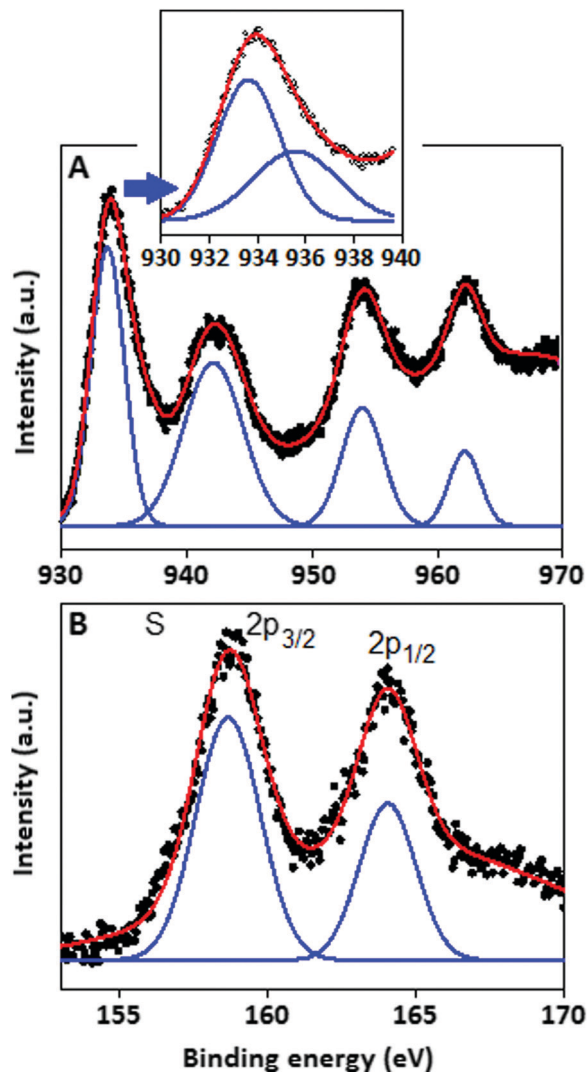 930 932 934 936 938 940
A
Intensity (a.u.)
930 940 950 960 970
B S 2p3/2 2p1/2
Intensity (a.u.)
155 160 165 170
Binding energy (eV)